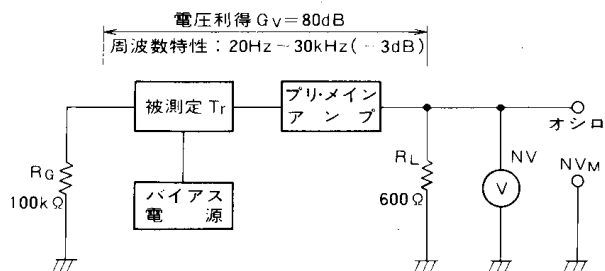 電圧利得 GV=80dB
周波数特性:20Hz~30kHz(-3dB)
被測定 Tr
プリ・メイン
アンプ
オシロ
RG
100kΩ
バイアス
電源
RL
600Ω
NV
V
NVM